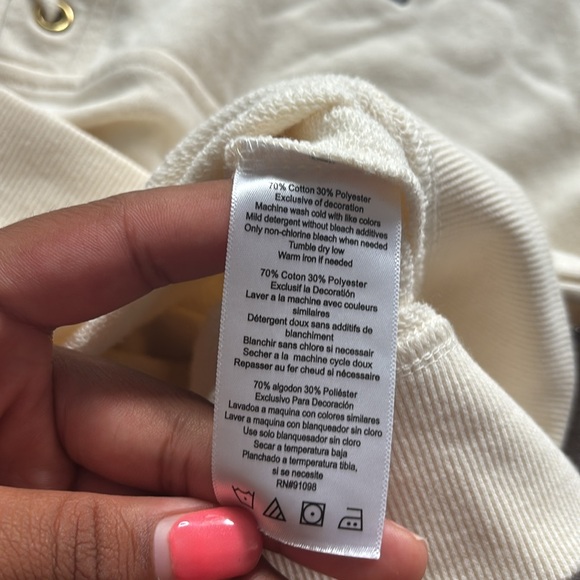 70% Cotton 30% Polyester
Exclusive of decoration
Machine wash cold with like colors
Mild detergent without bleach additives
Only non-chlorine bleach when needed
Tumble dry low
Warm iron if needed
70% Coton 30% Polyester
Exclusif la Decoration
Laver a la machine avec couleurs
similaires
Détergent doux sans additifs de
blanchiment
Blanchir sans chlore si necessair
Secher a la machine cycle doux
Repasser au fer cheud si nécessaire
70% algodon 30% Poliéster
Exclusivo Para Decoración
Lavadoa a maquina con colores similares
Laver a maquina con blanqueador sin cloro
Use solo blanquesador sin cloro
Secar a termperatura baja
Planchado a termperatura tibia,
si se necesite
RN#91098